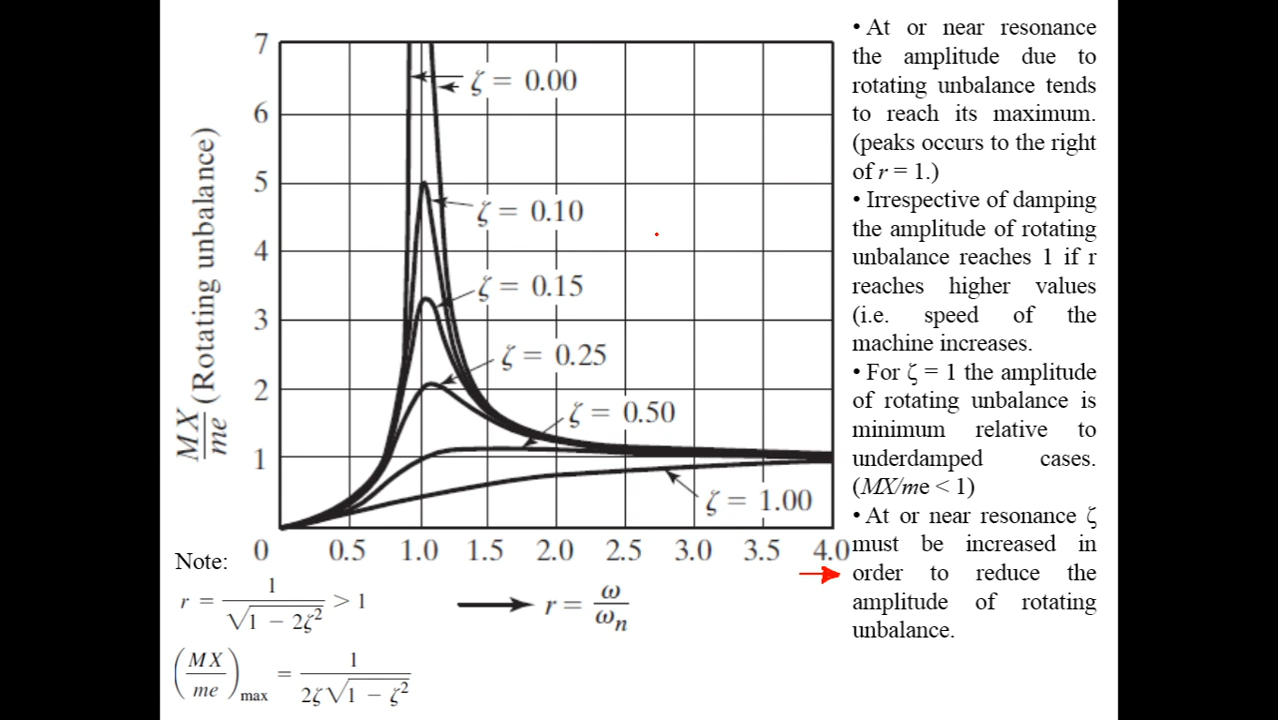 7
6
5
4
3
2
1
MX/me (Rotating unbalance)
ζ = 0.00
ζ = 0.10
ζ = 0.15
ζ = 0.25
ζ = 0.50
ζ = 1.00
0 0.5 1.0 1.5 2.0 2.5 3.0 3.5 4.0
r = ω/ωn
Note:
r = 1/√(1 − 2ζ²) > 1
(MX/me)max = 1/(2ζ√(1 − ζ²))
• At or near resonance
the amplitude due to
rotating unbalance tends
to reach its maximum.
(peaks occurs to the right
of r = 1.)
• Irrespective of damping
the amplitude of rotating
unbalance reaches 1 if r
reaches higher values
(i.e. speed of the
machine increases.
• For ζ = 1 the amplitude
of rotating unbalance is
minimum relative to
underdamped cases.
(MX/me < 1)
• At or near resonance ζ
must be increased in
order to reduce the
amplitude of rotating
unbalance.